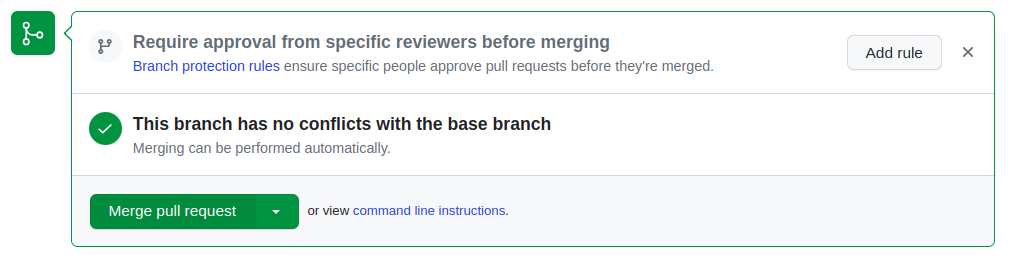 Require approval from specific reviewers before merging
Branch protection rules ensure specific people approve pull requests before they're merged.
Add rule
This branch has no conflicts with the base branch
Merging can be performed automatically.
Merge pull request
or view command line instructions.